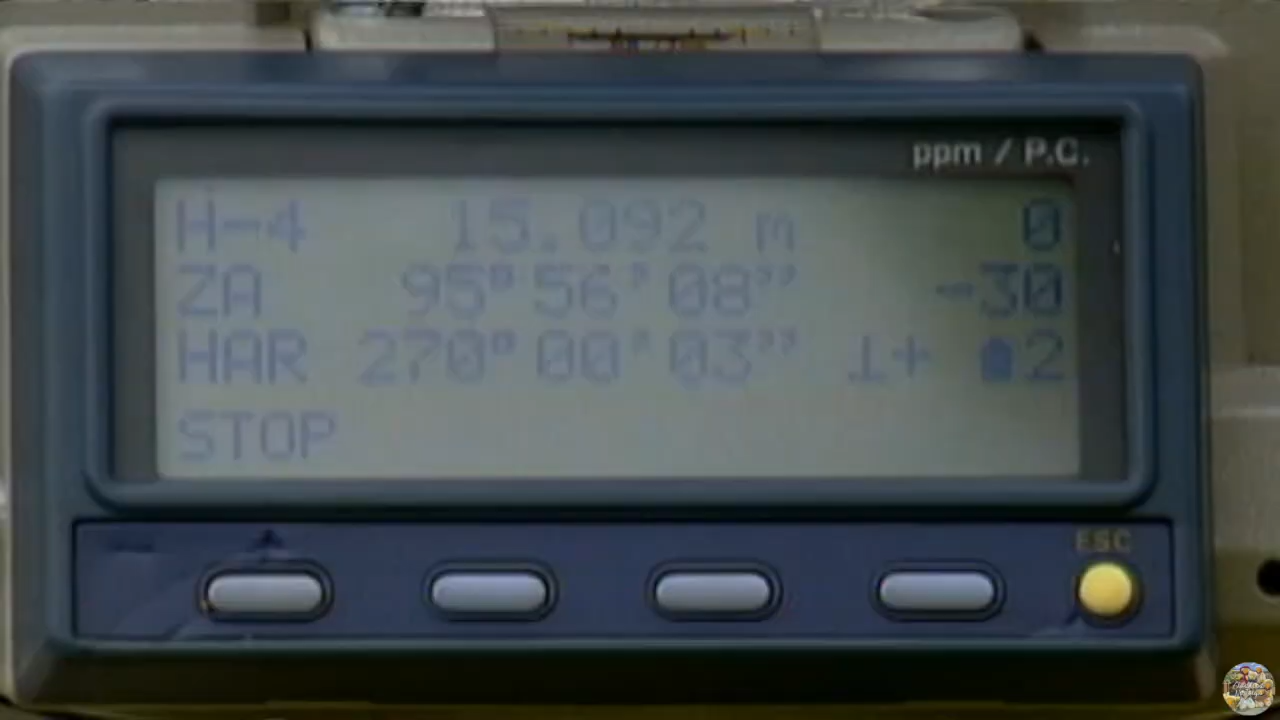 ppm / P.C.
H-4 15.092 m 0
ZA 95°56'08" -30
HAR 270°00'03" ⊥+ 2
STOP
ESC